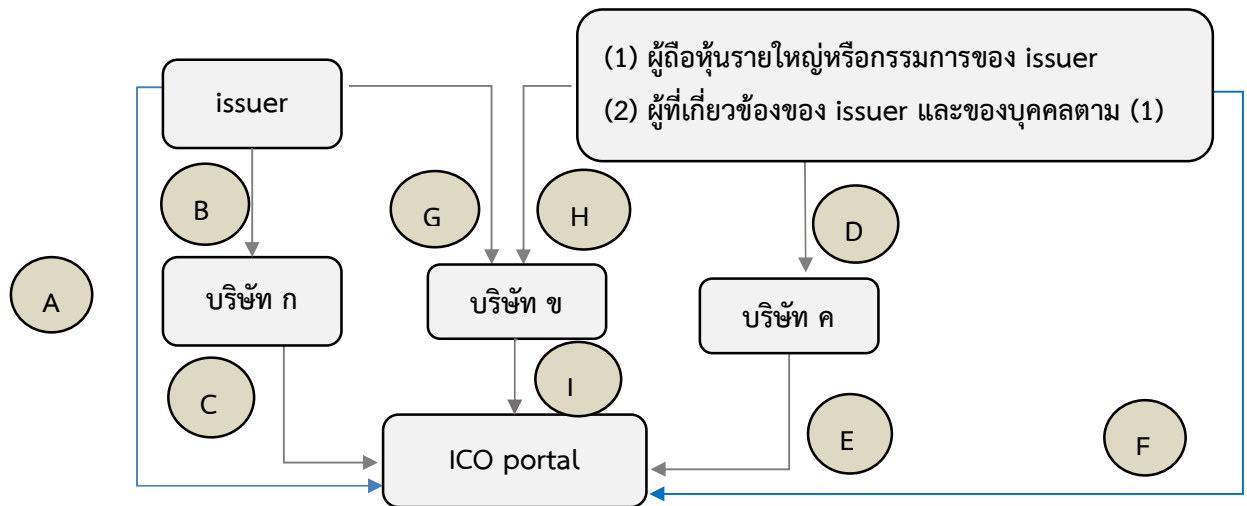 (1) ผู้ถือหุ้นรายใหญ่หรือกรรมการของ issuer
(2) ผู้ที่เกี่ยวข้องของ issuer และของบุคคลตาม (1)
issuer
B
G
H
D
A
บริษัท ก
บริษัท ข
บริษัท ค
C
I
E
F
ICO portal